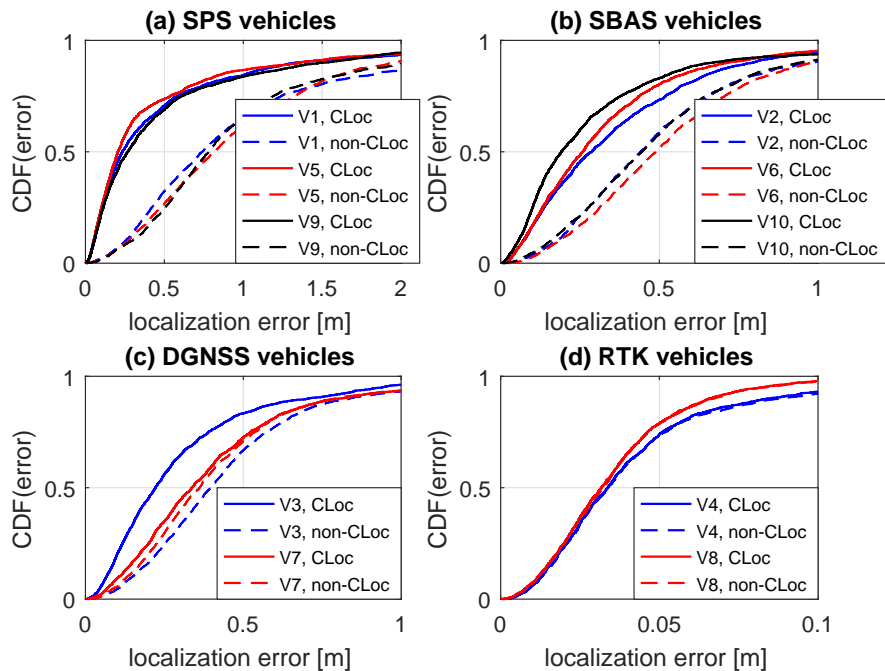 (a) SPS vehicles
1
0.5
0
CDF(error)
0 0.5 1 1.5 2
localization error [m]
V1, CLoc
V1, non-CLoc
V5, CLoc
V5, non-CLoc
V9, CLoc
V9, non-CLoc
(b) SBAS vehicles
1
0.5
0
CDF(error)
0 0.5 1
localization error [m]
V2, CLoc
V2, non-CLoc
V6, CLoc
V6, non-CLoc
V10, CLoc
V10, non-CLoc
(c) DGNSS vehicles
1
0.5
0
CDF(error)
0 0.5 1
localization error [m]
V3, CLoc
V3, non-CLoc
V7, CLoc
V7, non-CLoc
(d) RTK vehicles
1
0.5
0
CDF(error)
0 0.05 0.1
localization error [m]
V4, CLoc
V4, non-CLoc
V8, CLoc
V8, non-CLoc